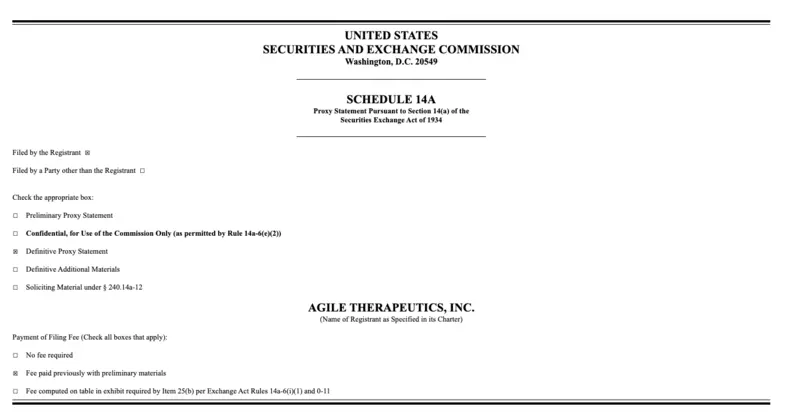 UNITED STATES
SECURITIES AND EXCHANGE COMMISSION
Washington, D.C. 20549
SCHEDULE 14A
Proxy Statement Pursuant to Section 14(a) of the
Securities Exchange Act of 1934
Filed by the Registrant ☒
Filed by a Party other than the Registrant ☐
Check the appropriate box:
☐ Preliminary Proxy Statement
☐ Confidential, for Use of the Commission Only (as permitted by Rule 14a-6(e)(2))
☒ Definitive Proxy Statement
☐ Definitive Additional Materials
☐ Soliciting Material under § 240.14a-12
AGILE THERAPEUTICS, INC.
(Name of Registrant as Specified in its Charter)
Payment of Filing Fee (Check all boxes that apply):
☐ No fee required
☒ Fee paid previously with preliminary materials
☐ Fee computed on table in exhibit required by Item 25(b) per Exchange Act Rules 14a-6(i)(1) and 0-11